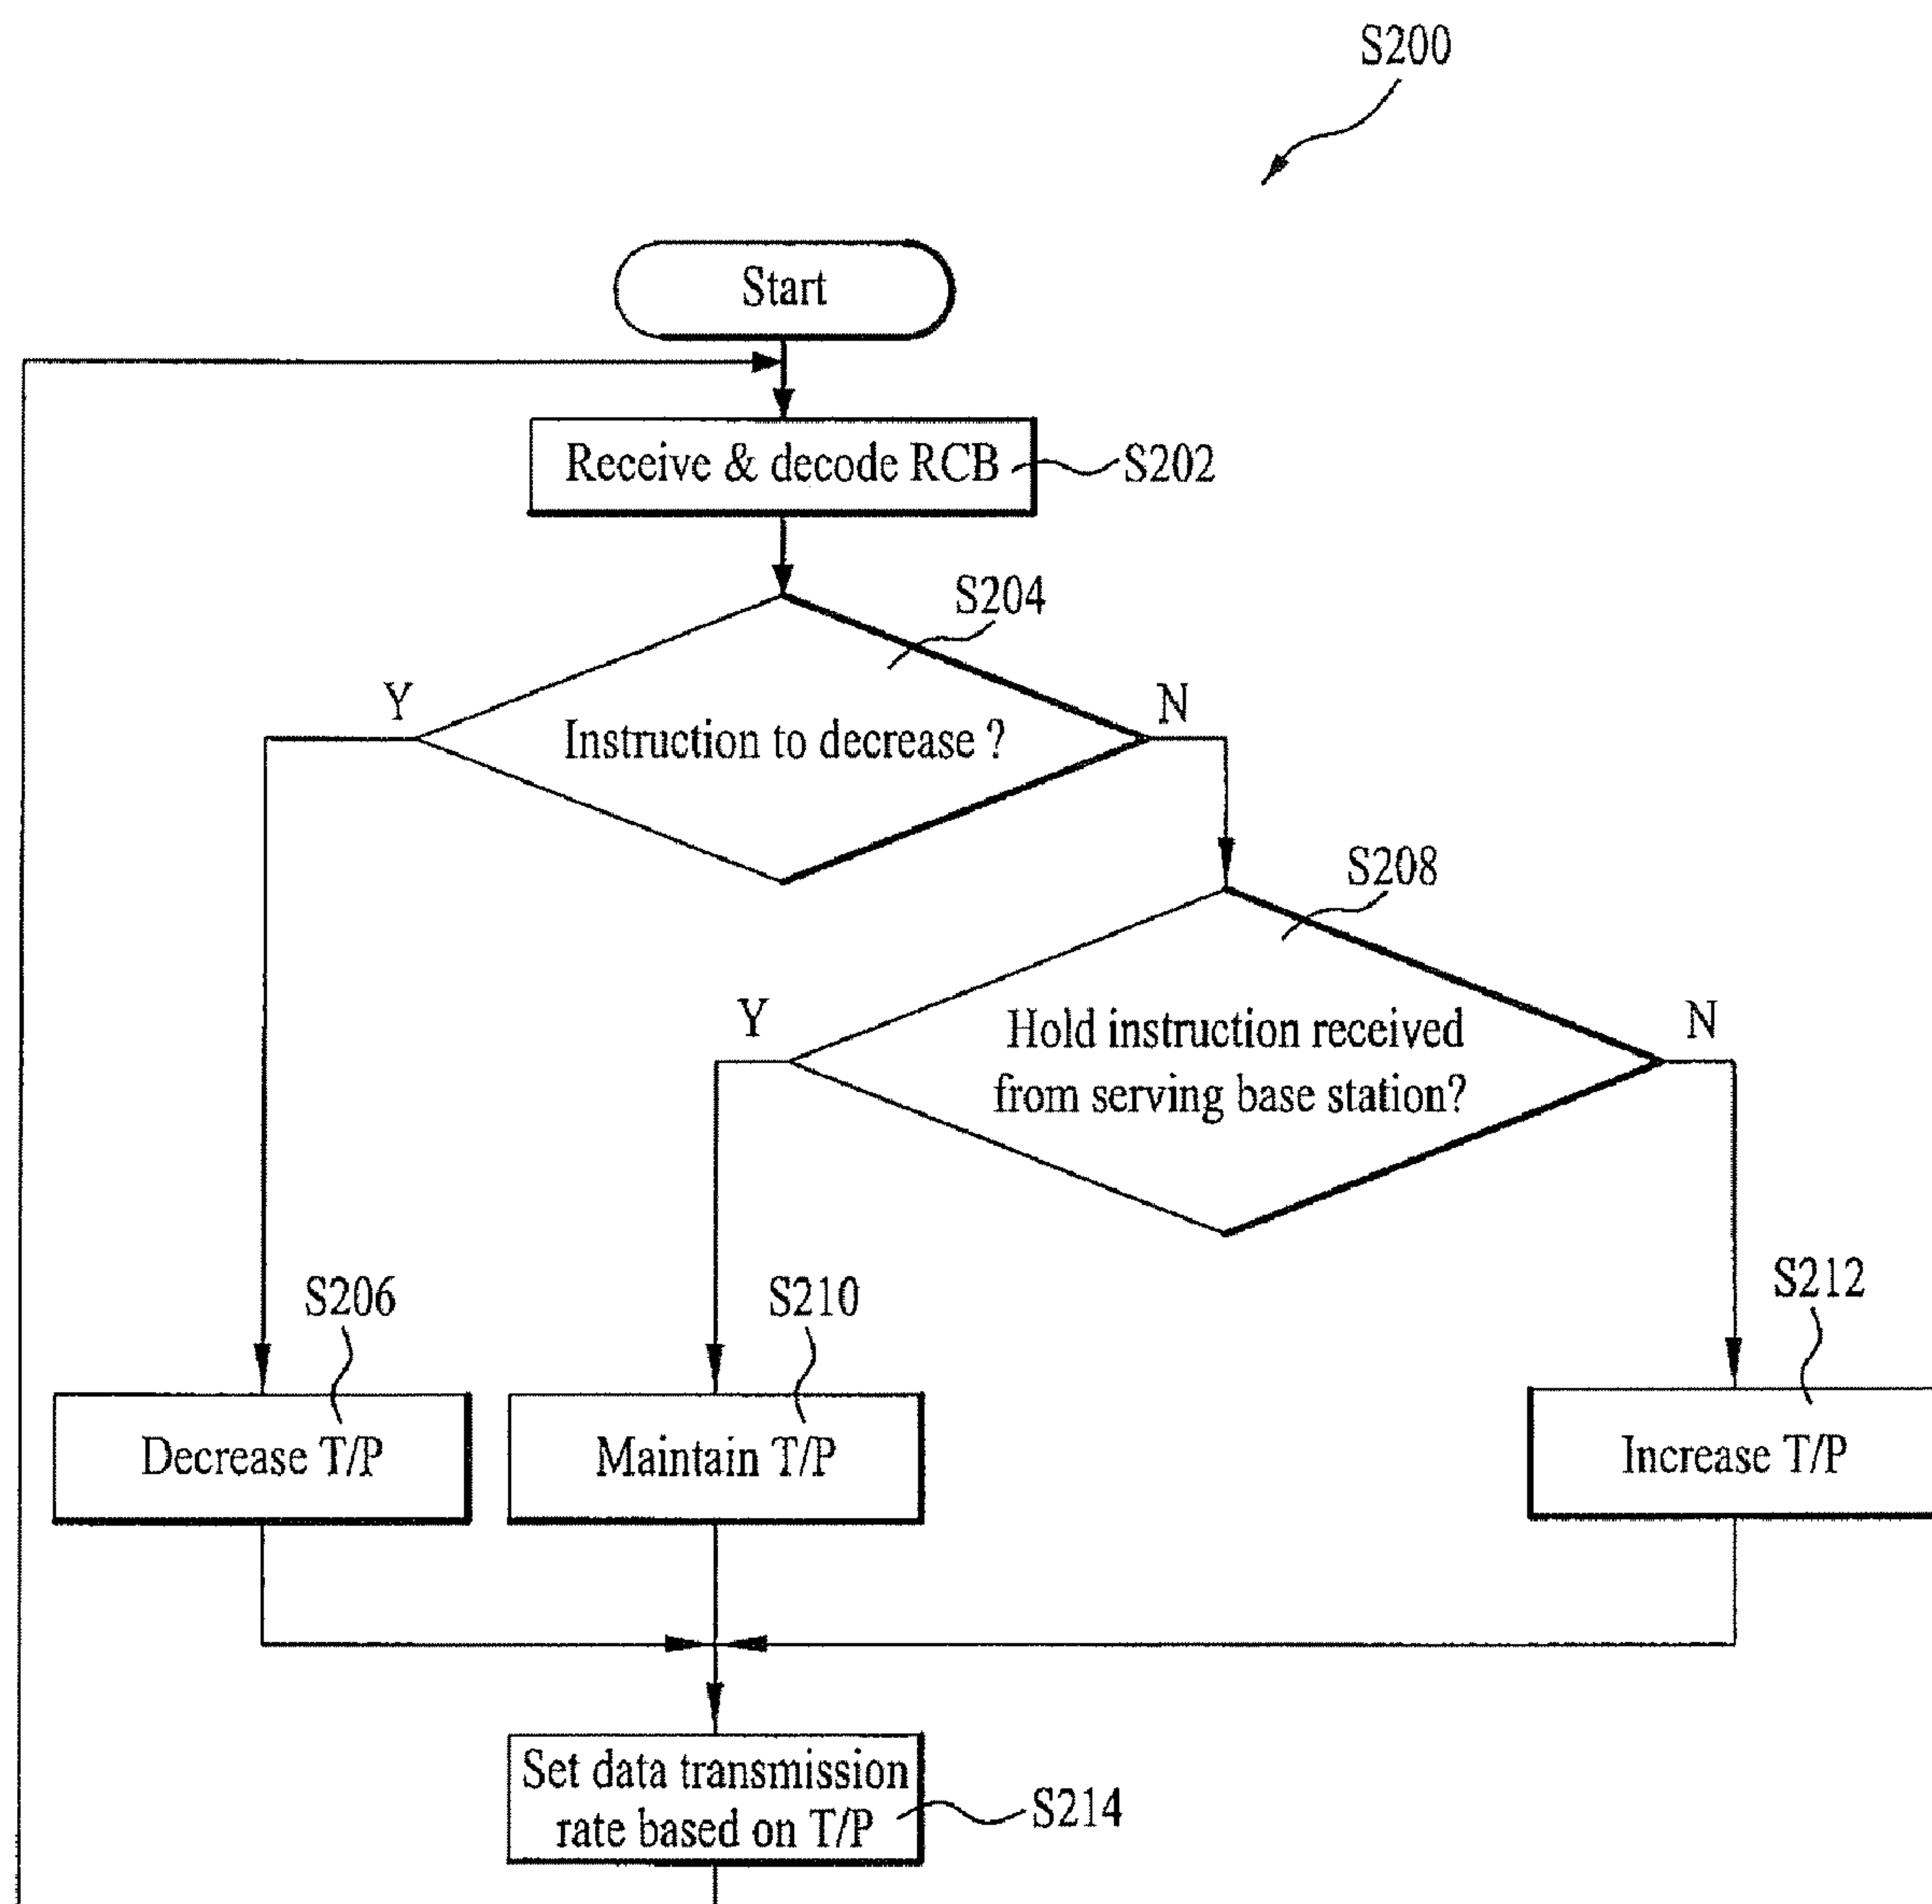 S200
Start
Receive & decode RCB
S202
S204
Y
N
Instruction to decrease ?
S208
Y
N
Hold instruction received
from serving base station?
S206
S210
S212
Decrease T/P
Maintain T/P
Increase T/P
Set data transmission
rate based on T/P
S214